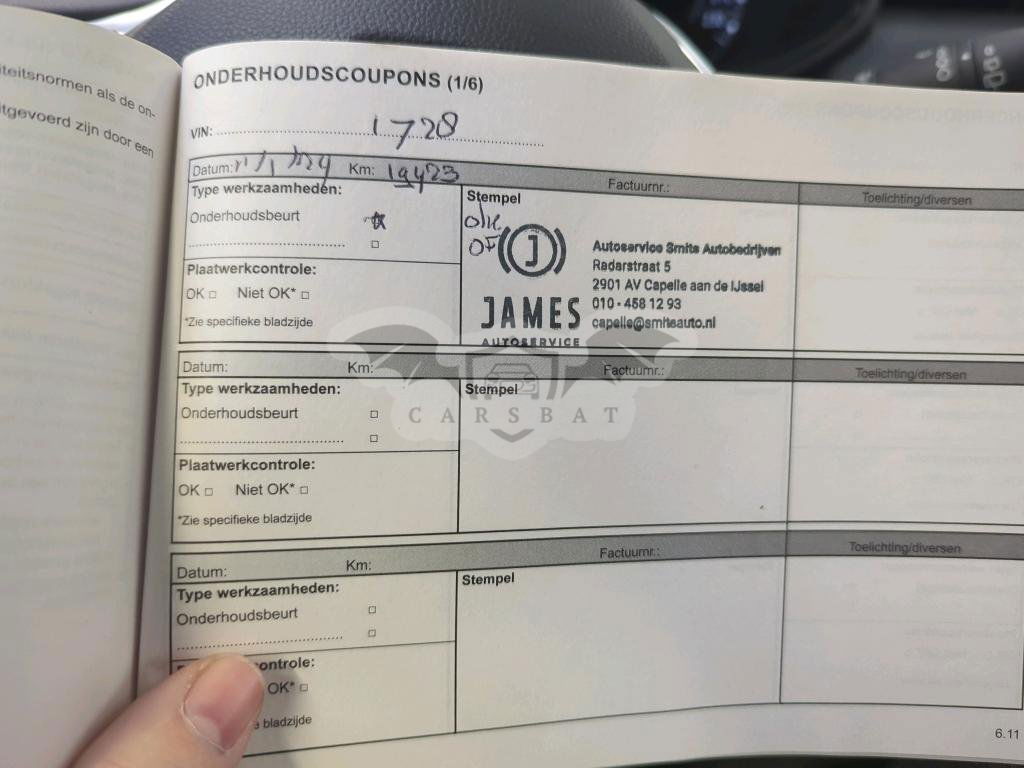 iteitsnormen als de on-
itgevoerd zijn door een
ONDERHOUDSCOUPONS (1/6)
VIN: 1728
Datum: Km: Factuurnr.: Toelichting/diversen
Type werkzaamheden: Stempel
Onderhoudsbeurt
olie
OF
Plaatwerkcontrole:
OK Niet OK*
*Zie specifieke bladzijde
J
JAMES
AUTOSERVICE
Autoservice Smits Autobedrijven
Radarstraat 5
2901 AV Capelle aan de IJssel
010 - 458 12 93
capelle@smitsauto.nl
Datum: Km: Factuurnr.: Toelichting/diversen
Type werkzaamheden: Stempel
Onderhoudsbeurt
CARSBAT
Plaatwerkcontrole:
OK Niet OK*
*Zie specifieke bladzijde
Datum: Km: Factuurnr.: Toelichting/diversen
Type werkzaamheden: Stempel
Onderhoudsbeurt
ontrole:
OK*
e bladzijde
6.11